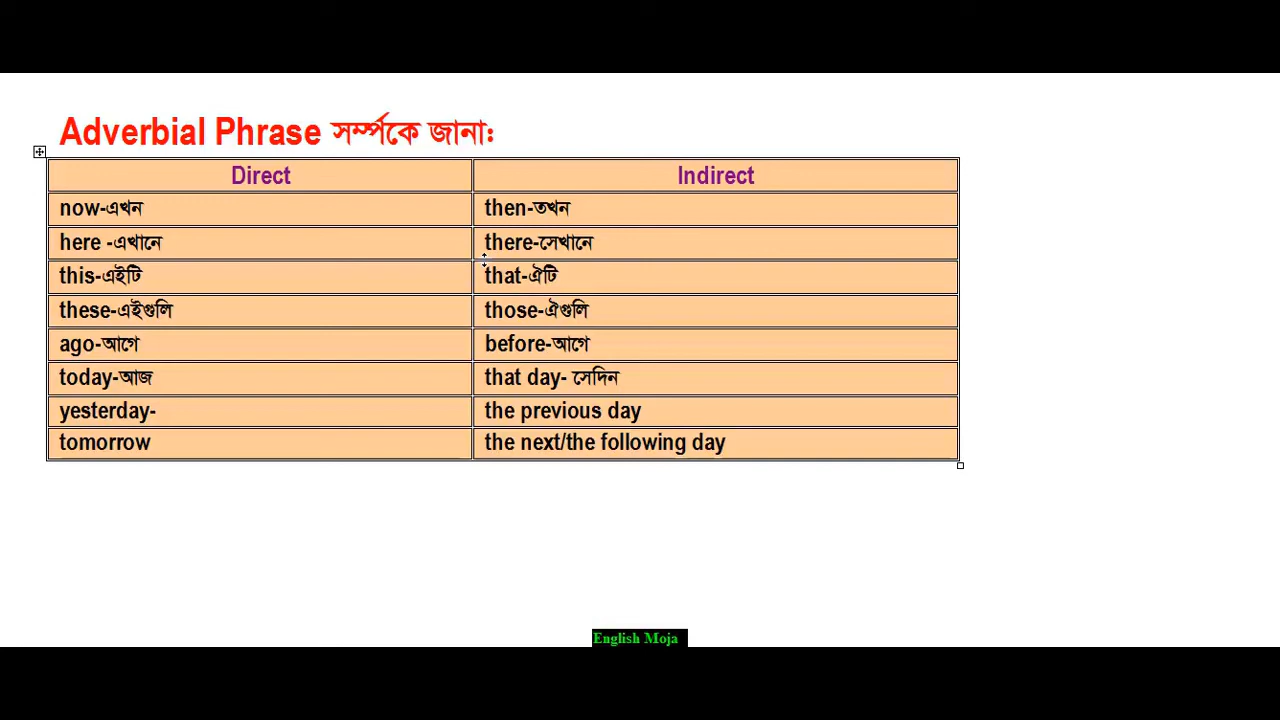 Adverbial Phrase সর্ম্পকে জানাঃ
Direct Indirect
now-এখন then-তখন
here -এখানে there-সেখানে
this-এইটি that-ঐটি
these-এইগুলি those-ঐগুলি
ago-আগে before-আগে
today-আজ that day- সেদিন
yesterday- the previous day
tomorrow the next/the following day
English Moja